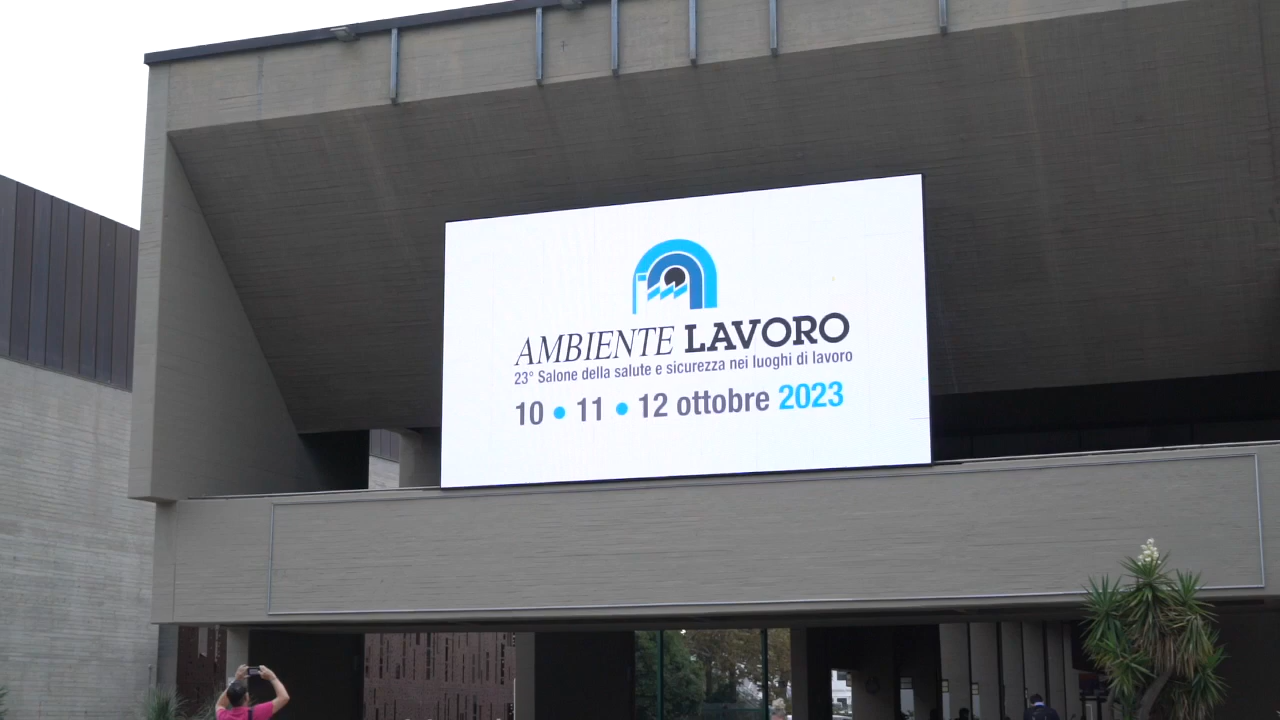 AMBIENTE LAVORO
23° Salone della salute e sicurezza nei luoghi di lavoro
10 • 11 • 12 ottobre 2023